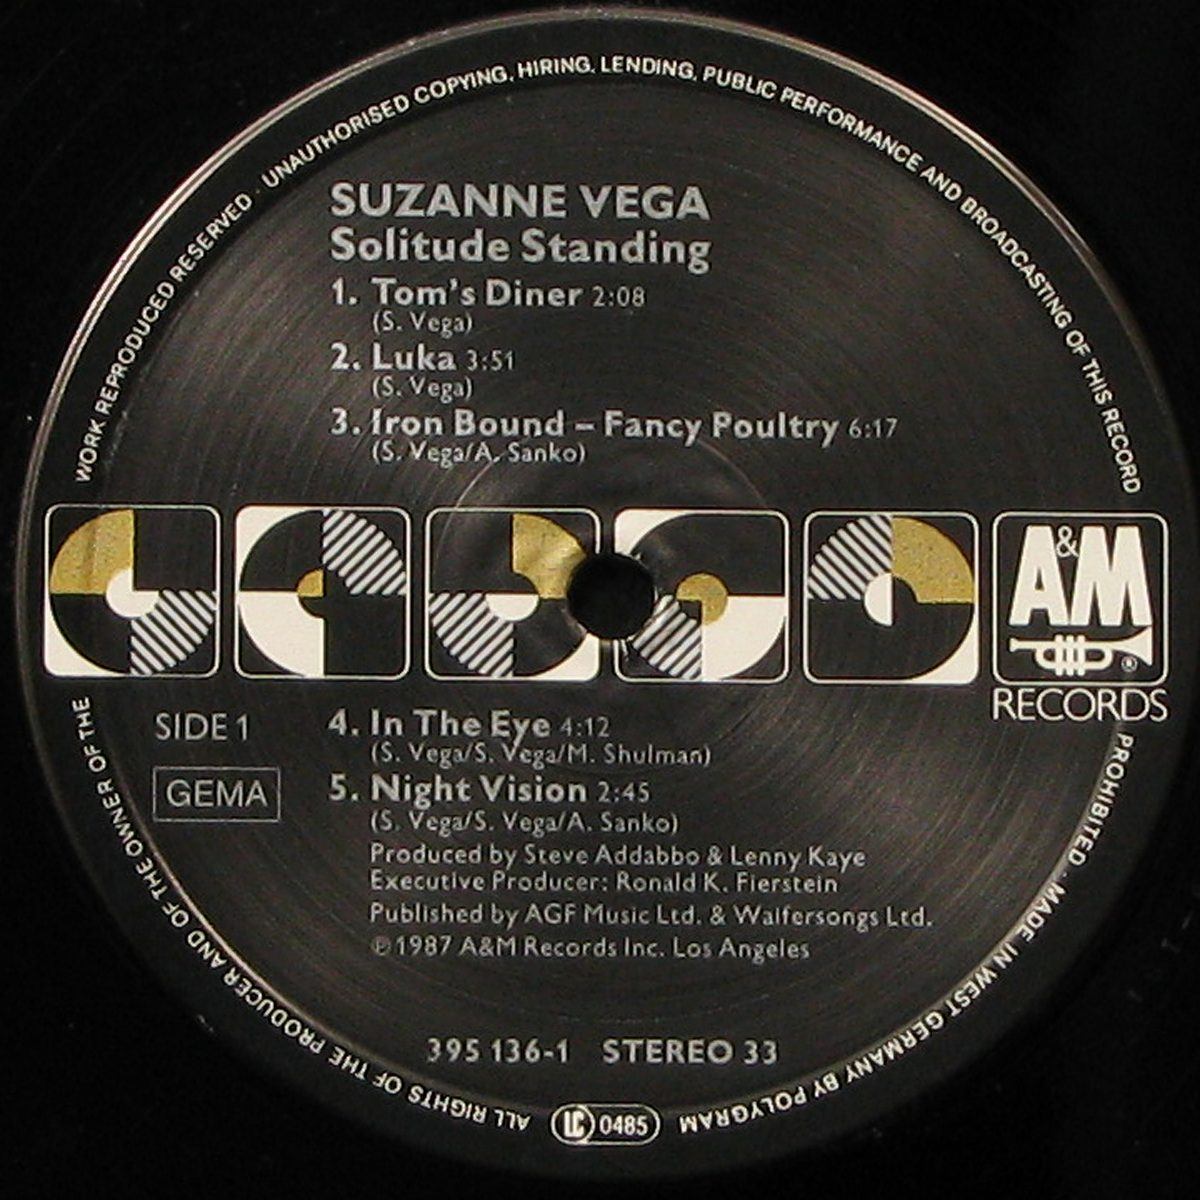 WORK REPRODUCED RESERVED · UNAUTHORISED COPYING, HIRING, LENDING, PUBLIC PERFORMANCE AND BROADCASTING OF THIS RECORD
SUZANNE VEGA
Solitude Standing
1. Tom's Diner 2:08
(S. Vega)
2. Luka 3:51
(S. Vega)
3. Iron Bound – Fancy Poultry 6:17
(S. Vega/A. Sanko)
A&M
®
RECORDS
SIDE 1
GEMA
4. In The Eye 4:12
(S. Vega/S. Vega/M. Shulman)
5. Night Vision 2:45
(S. Vega/S. Vega/A. Sanko)
Produced by Steve Addabbo & Lenny Kaye
Executive Producer: Ronald K. Fierstein
Published by AGF Music Ltd. & Waifersongs Ltd.
℗1987 A&M Records Inc. Los Angeles
395 136-1 STEREO 33
PROHIBITED · MADE IN WEST GERMANY BY POLYGRAM
LC 0485
ALL RIGHTS OF THE PRODUCER AND OF THE OWNER OF THE